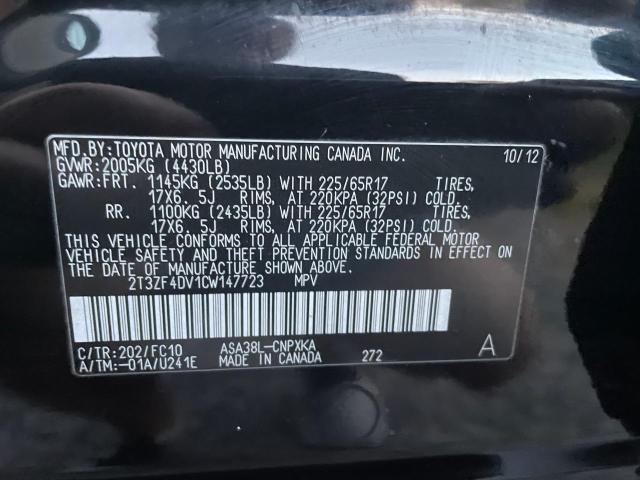 MFD.BY:TOYOTA MOTOR MANUFACTURING CANADA INC. 10/12
GVWR:2005KG (4430LB)
GAWR:FRT. 1145KG (2535LB) WITH 225/65R17 TIRES,
17X6. 5J RIMS, AT 220KPA (32PSI) COLD.
RR. 1100KG (2435LB) WITH 225/65R17 TIRES,
17X6. 5J RIMS, AT 220KPA (32PSI) COLD.
THIS VEHICLE CONFORMS TO ALL APPLICABLE FEDERAL MOTOR
VEHICLE SAFETY AND THEFT PREVENTION STANDARDS IN EFFECT ON
THE DATE OF MANUFACTURE SHOWN ABOVE.
2T3ZF4DV1CW147723 MPV
C/TR:202/FC10 ASA38L-CNPXKA A
A/TM:-01A/U241E MADE IN CANADA 272